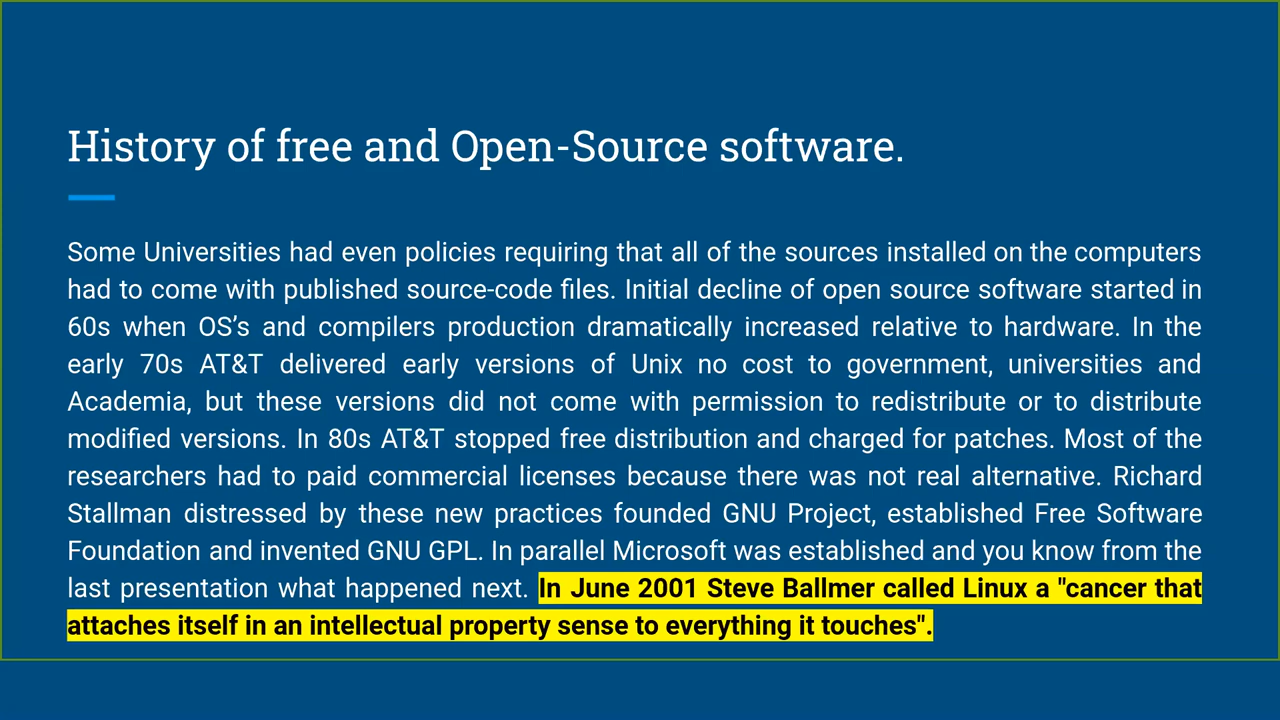 History of free and Open-Source software.
Some Universities had even policies requiring that all of the sources installed on the computers
had to come with published source-code files. Initial decline of open source software started in
60s when OS’s and compilers production dramatically increased relative to hardware. In the
early 70s AT&T delivered early versions of Unix no cost to government, universities and
Academia, but these versions did not come with permission to redistribute or to distribute
modified versions. In 80s AT&T stopped free distribution and charged for patches. Most of the
researchers had to paid commercial licenses because there was not real alternative. Richard
Stallman distressed by these new practices founded GNU Project, established Free Software
Foundation and invented GNU GPL. In parallel Microsoft was established and you know from the
last presentation what happened next. In June 2001 Steve Ballmer called Linux a "cancer that
attaches itself in an intellectual property sense to everything it touches".